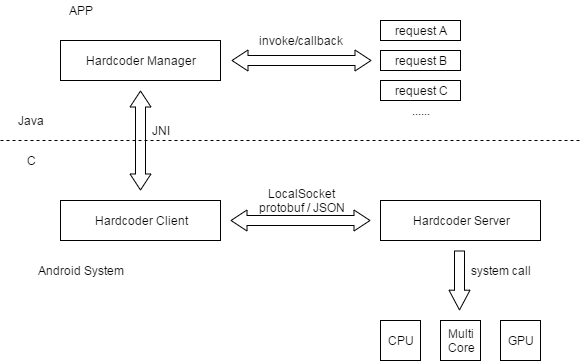 APP
invoke/callback
request A
Hardcoder Manager
request B
request C
......
Java
JNI
C
LocalSocket
protobuf / JSON
Hardcoder Client
Hardcoder Server
Android System
system call
CPU
Multi
Core
GPU